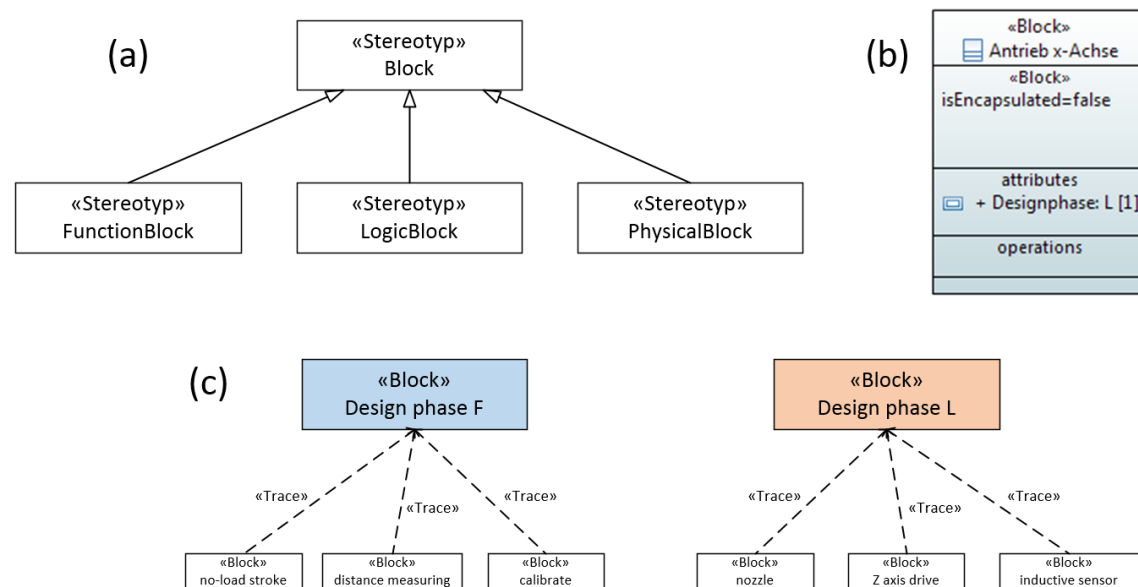 (a)
«Stereotyp»
Block
«Stereotyp»
FunctionBlock
«Stereotyp»
LogicBlock
«Stereotyp»
PhysicalBlock
(b)
«Block»
Antrieb x-Achse
«Block»
isEncapsulated=false
attributes
+ Designphase: L [1]
operations
(c)
«Block»
Design phase F
«Trace»
«Trace»
«Trace»
«Block»
no-load stroke
«Block»
distance measuring
«Block»
calibrate
«Block»
Design phase L
«Trace»
«Trace»
«Trace»
«Block»
nozzle
«Block»
Z axis drive
«Block»
inductive sensor